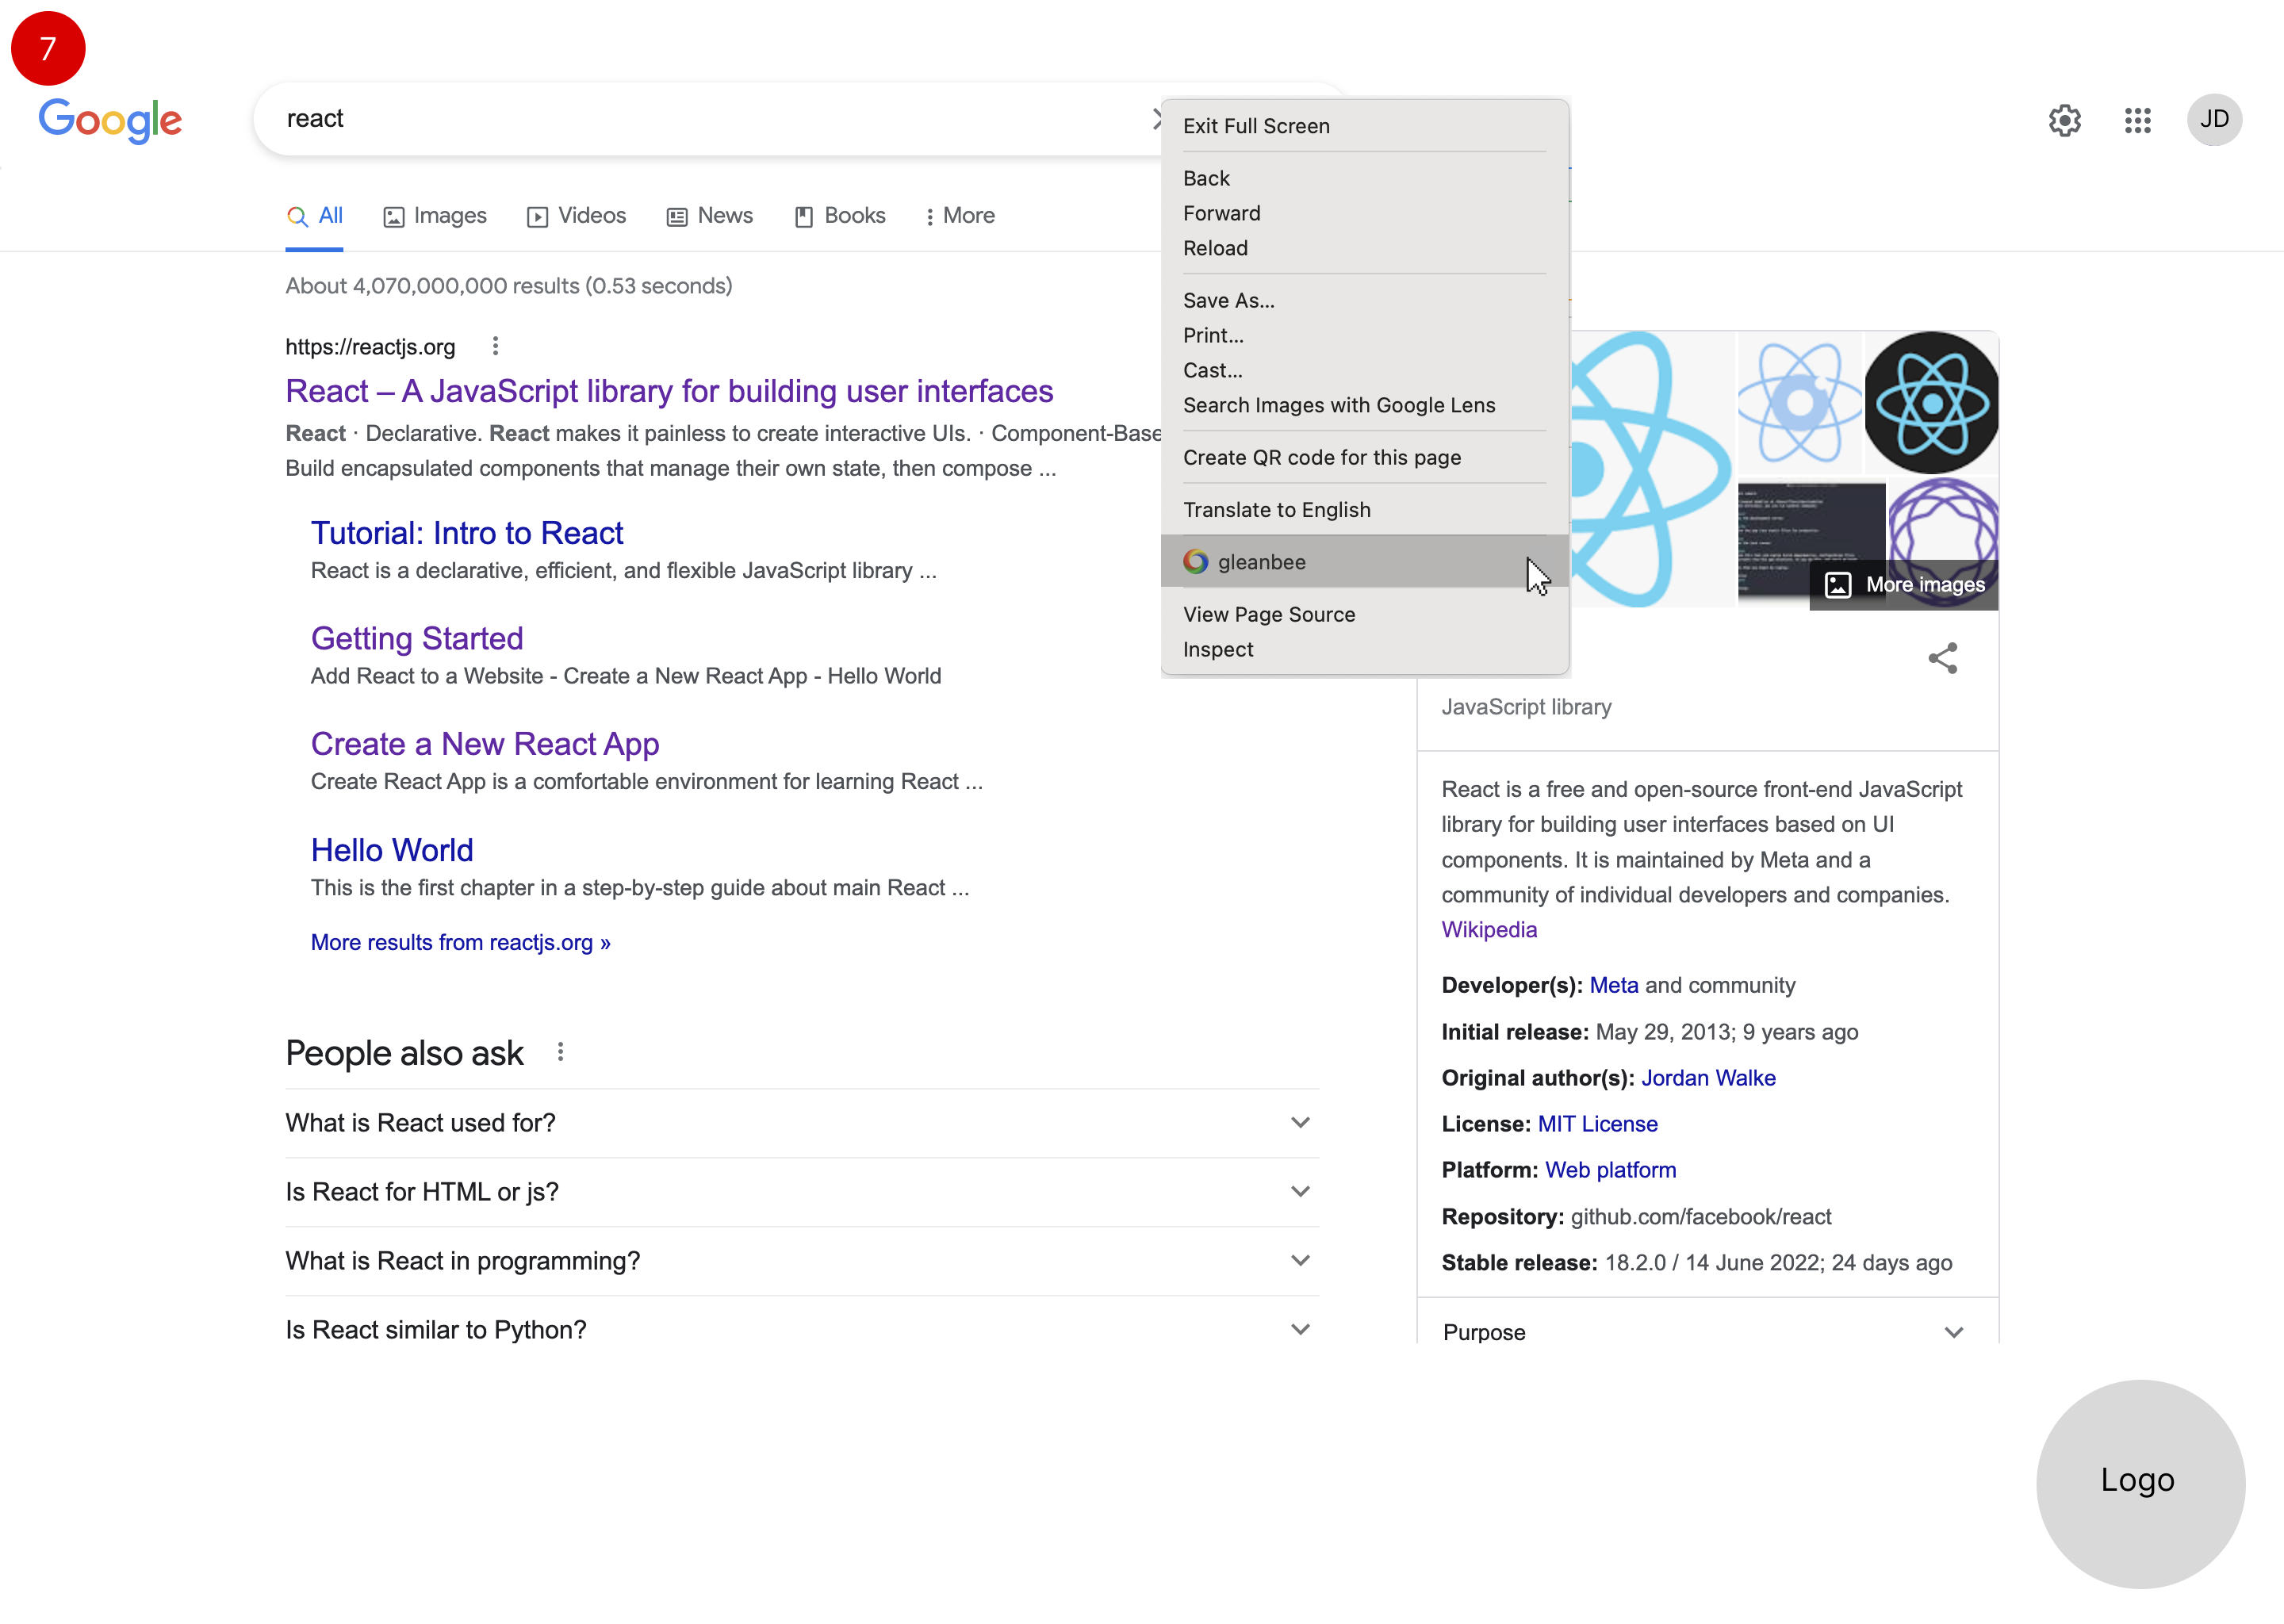 7
Google
react
JD
All
Images
Videos
News
Books
More
About 4,070,000,000 results (0.53 seconds)
https://reactjs.org
React – A JavaScript library for building user interfaces
React · Declarative. React makes it painless to create interactive UIs. · Component-Base
Build encapsulated components that manage their own state, then compose ...
Tutorial: Intro to React
React is a declarative, efficient, and flexible JavaScript library ...
Getting Started
Add React to a Website - Create a New React App - Hello World
Create a New React App
Create React App is a comfortable environment for learning React ...
Hello World
This is the first chapter in a step-by-step guide about main React ...
More results from reactjs.org »
People also ask
What is React used for?
Is React for HTML or js?
What is React in programming?
Is React similar to Python?
Exit Full Screen
Back
Forward
Reload
Save As...
Print...
Cast...
Search Images with Google Lens
Create QR code for this page
Translate to English
gleanbee
View Page Source
Inspect
More images
JavaScript library
React is a free and open-source front-end JavaScript
library for building user interfaces based on UI
components. It is maintained by Meta and a
community of individual developers and companies.
Wikipedia
Developer(s): Meta and community
Initial release: May 29, 2013; 9 years ago
Original author(s): Jordan Walke
License: MIT License
Platform: Web platform
Repository: github.com/facebook/react
Stable release: 18.2.0 / 14 June 2022; 24 days ago
Purpose
Logo